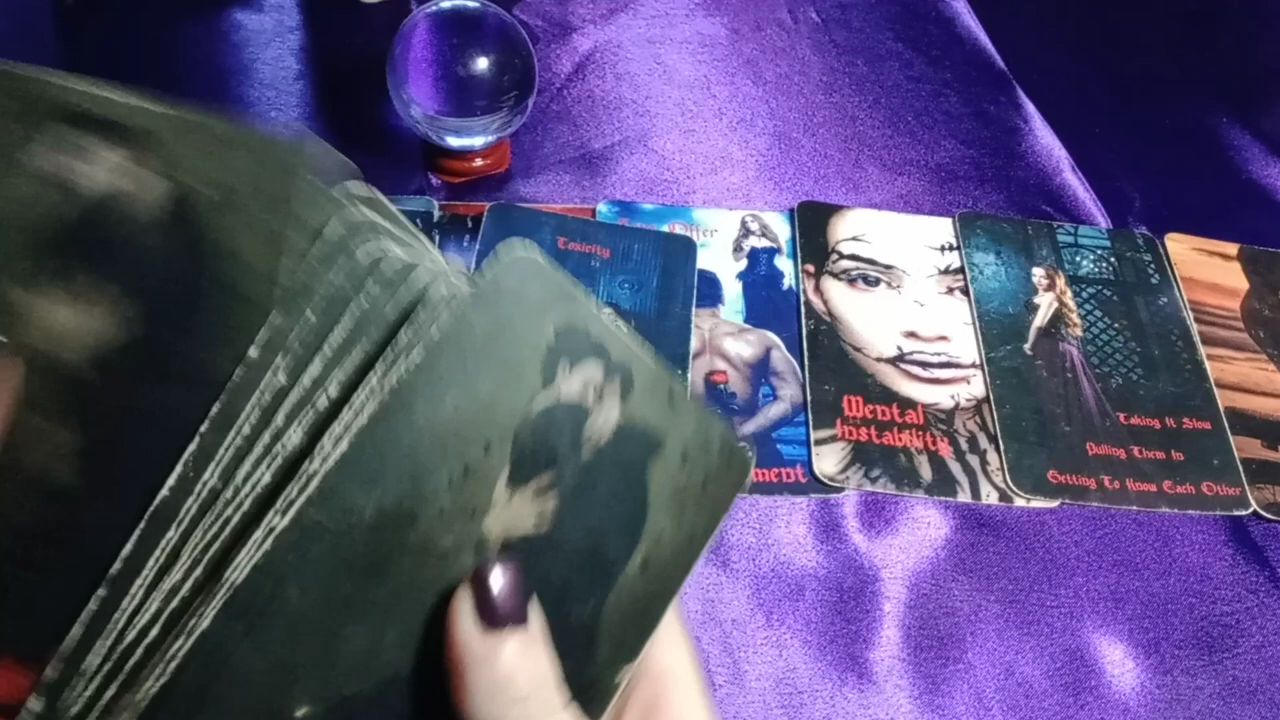 Toxicity
Offer
ment
Mental
Instability
Taking It Slow
Pulling Them In
Getting To Know Each Other